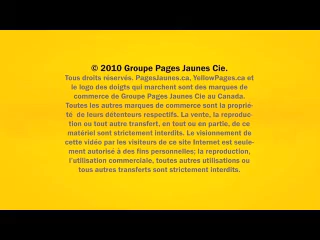 © 2010 Groupe Pages Jaunes Cie.
Tous droits réservés. PagesJaunes.ca, YellowPages.ca et
le logo des doigts qui marchent sont des marques de
commerce de Groupe Pages Jaunes Cie au Canada.
Toutes les autres marques de commerce sont la proprie-
té  de leurs détenteurs respectifs. La vente, la reproduc-
tion ou tout autre transfert, en tout ou en partie, de ce
matériel sont strictement interdits. Le visionnement de
cette vidéo par les visiteurs de ce site Internet est seule-
ment autorisé à des fins personnelles; la reproduction,
l'utilisation commerciale, toutes autres utilisations ou
tous autres transferts sont strictement interdits.